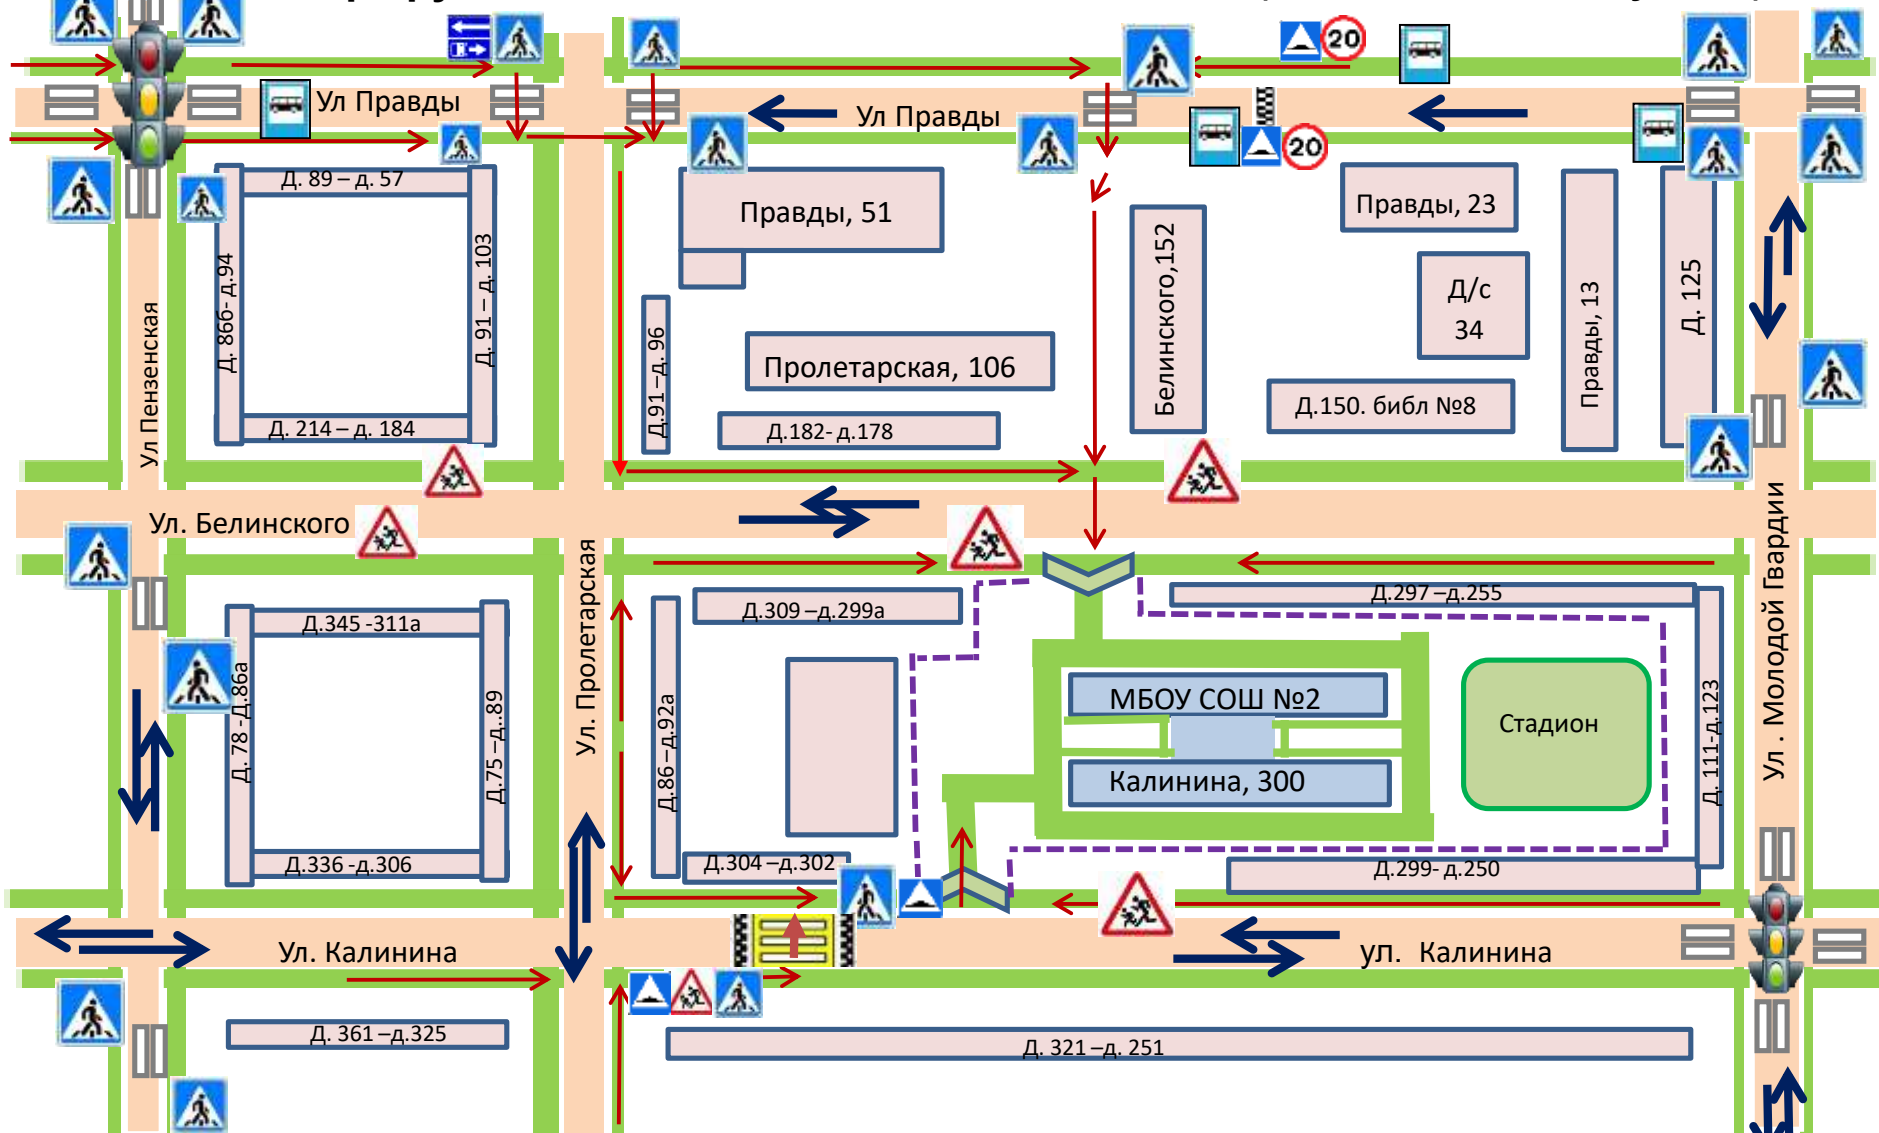 20
Ул Правды
Ул Правды
20
Д. 89 – д. 57
Правды, 51
Правды, 23
Д. 86б- д.94
Д. 91 – д. 103
Белинского,152
Д/с
34
Правды, 13
Д. 125
Ул Пензенская
Д.91 –д. 96
Пролетарская, 106
Д.150. библ №8
Д. 214 – д. 184
Д.182- д.178
Ул. Белинского
Ул. Пролетарская
Ул . Молодой Гвардии
Д.345 -311а
Д.309 –д.299а
Д.297 –д.255
Д. 78 -Д.86а
Д.75 –д..89
Д.86 –д.92а
МБОУ СОШ №2
Калинина, 300
Стадион
Д. 111-д.123
Д.336 -д.306
Д.304 –д.302
Д.299- д.250
Ул. Калинина
ул. Калинина
Д. 361 –д.325
Д. 321 –д. 251